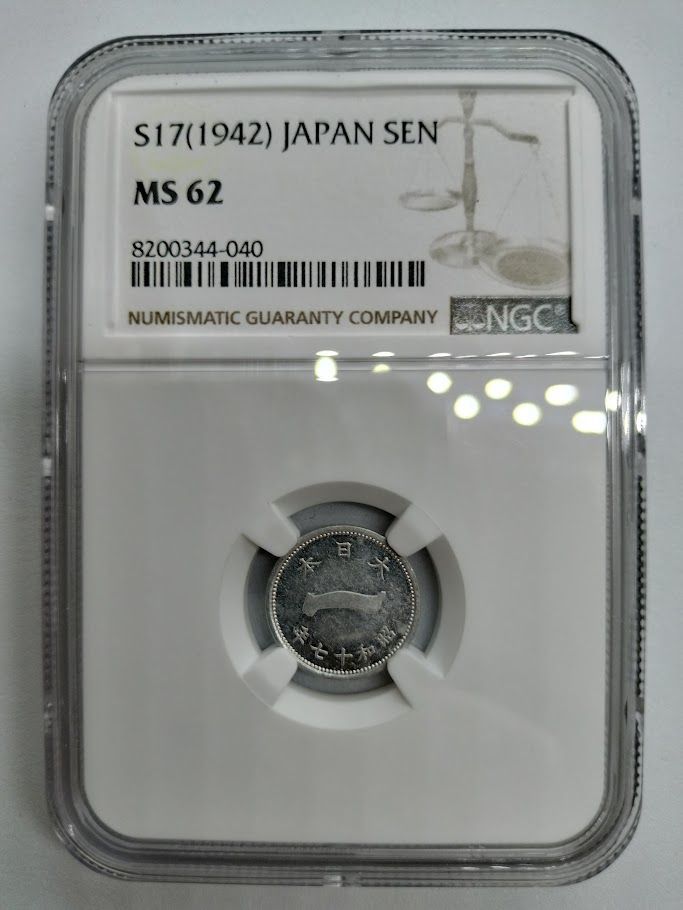 S17(1942) JAPAN SEN
MS 62
8200344-040
NUMISMATIC GUARANTY COMPANY
NGC®
大日本
一
昭和十七年